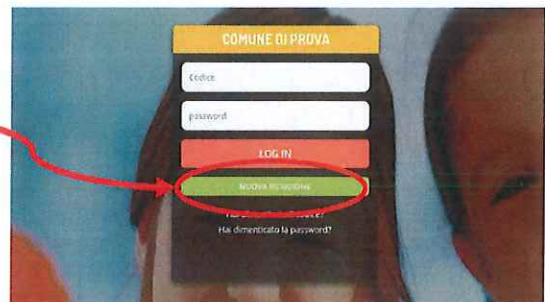 COMUNE DI PROVA
Codice
password
LOG IN
NUOVA ISCRIZIONE
Hai dimenticato la password?